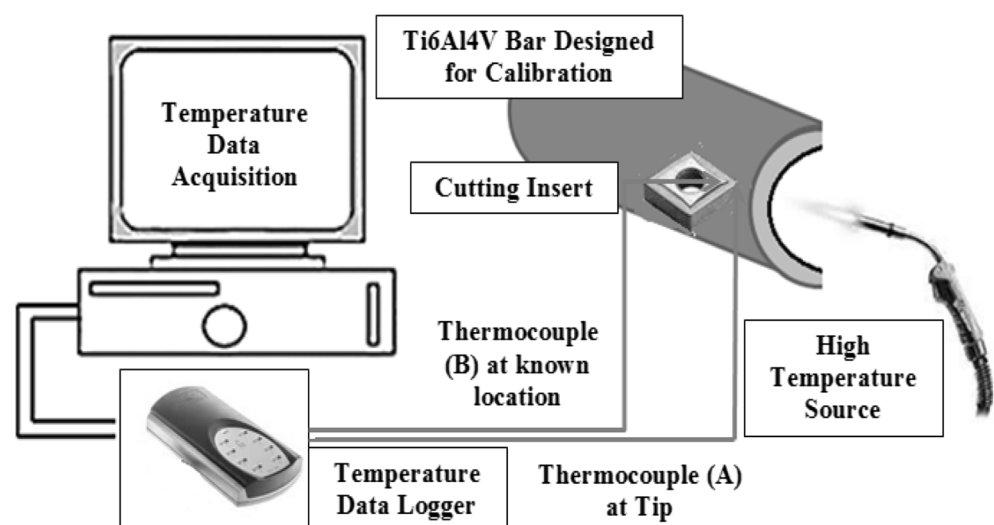 Ti6Al4V Bar Designed
for Calibration
Temperature
Data
Acquisition
Cutting Insert
Thermocouple
(B) at known
location
High
Temperature
Source
Temperature
Data Logger
Thermocouple (A)
at Tip